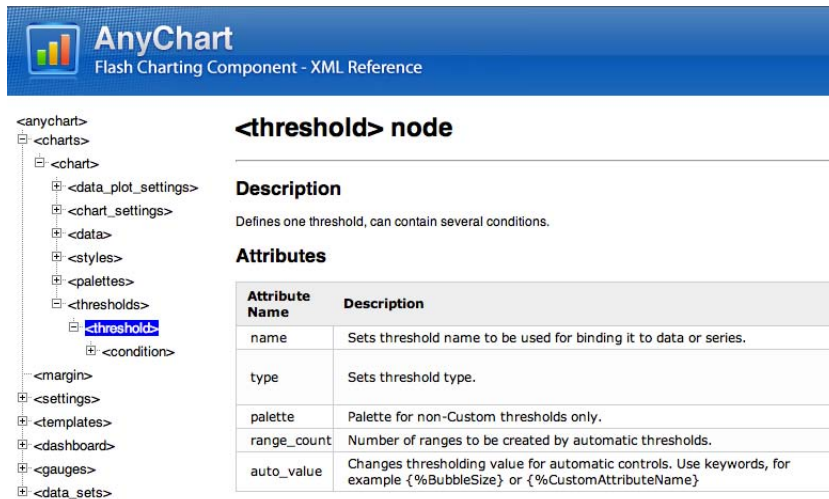 AnyChart
Flash Charting Component - XML Reference
<anychart>
<charts>
<chart>
<data_plot_settings>
<chart_settings>
<data>
<styles>
<palettes>
<thresholds>
<threshold>
<condition>
<margin>
<settings>
<templates>
<dashboard>
<gauges>
<data_sets>
<threshold> node
Description
Defines one threshold, can contain several conditions.
Attributes
Attribute
Name
Description
name
Sets threshold name to be used for binding it to data or series.
type
Sets threshold type.
palette
Palette for non-Custom thresholds only.
range_count
Number of ranges to be created by automatic thresholds.
auto_value
Changes thresholding value for automatic controls. Use keywords, for
example {%BubbleSize} or {%CustomAttributeName}